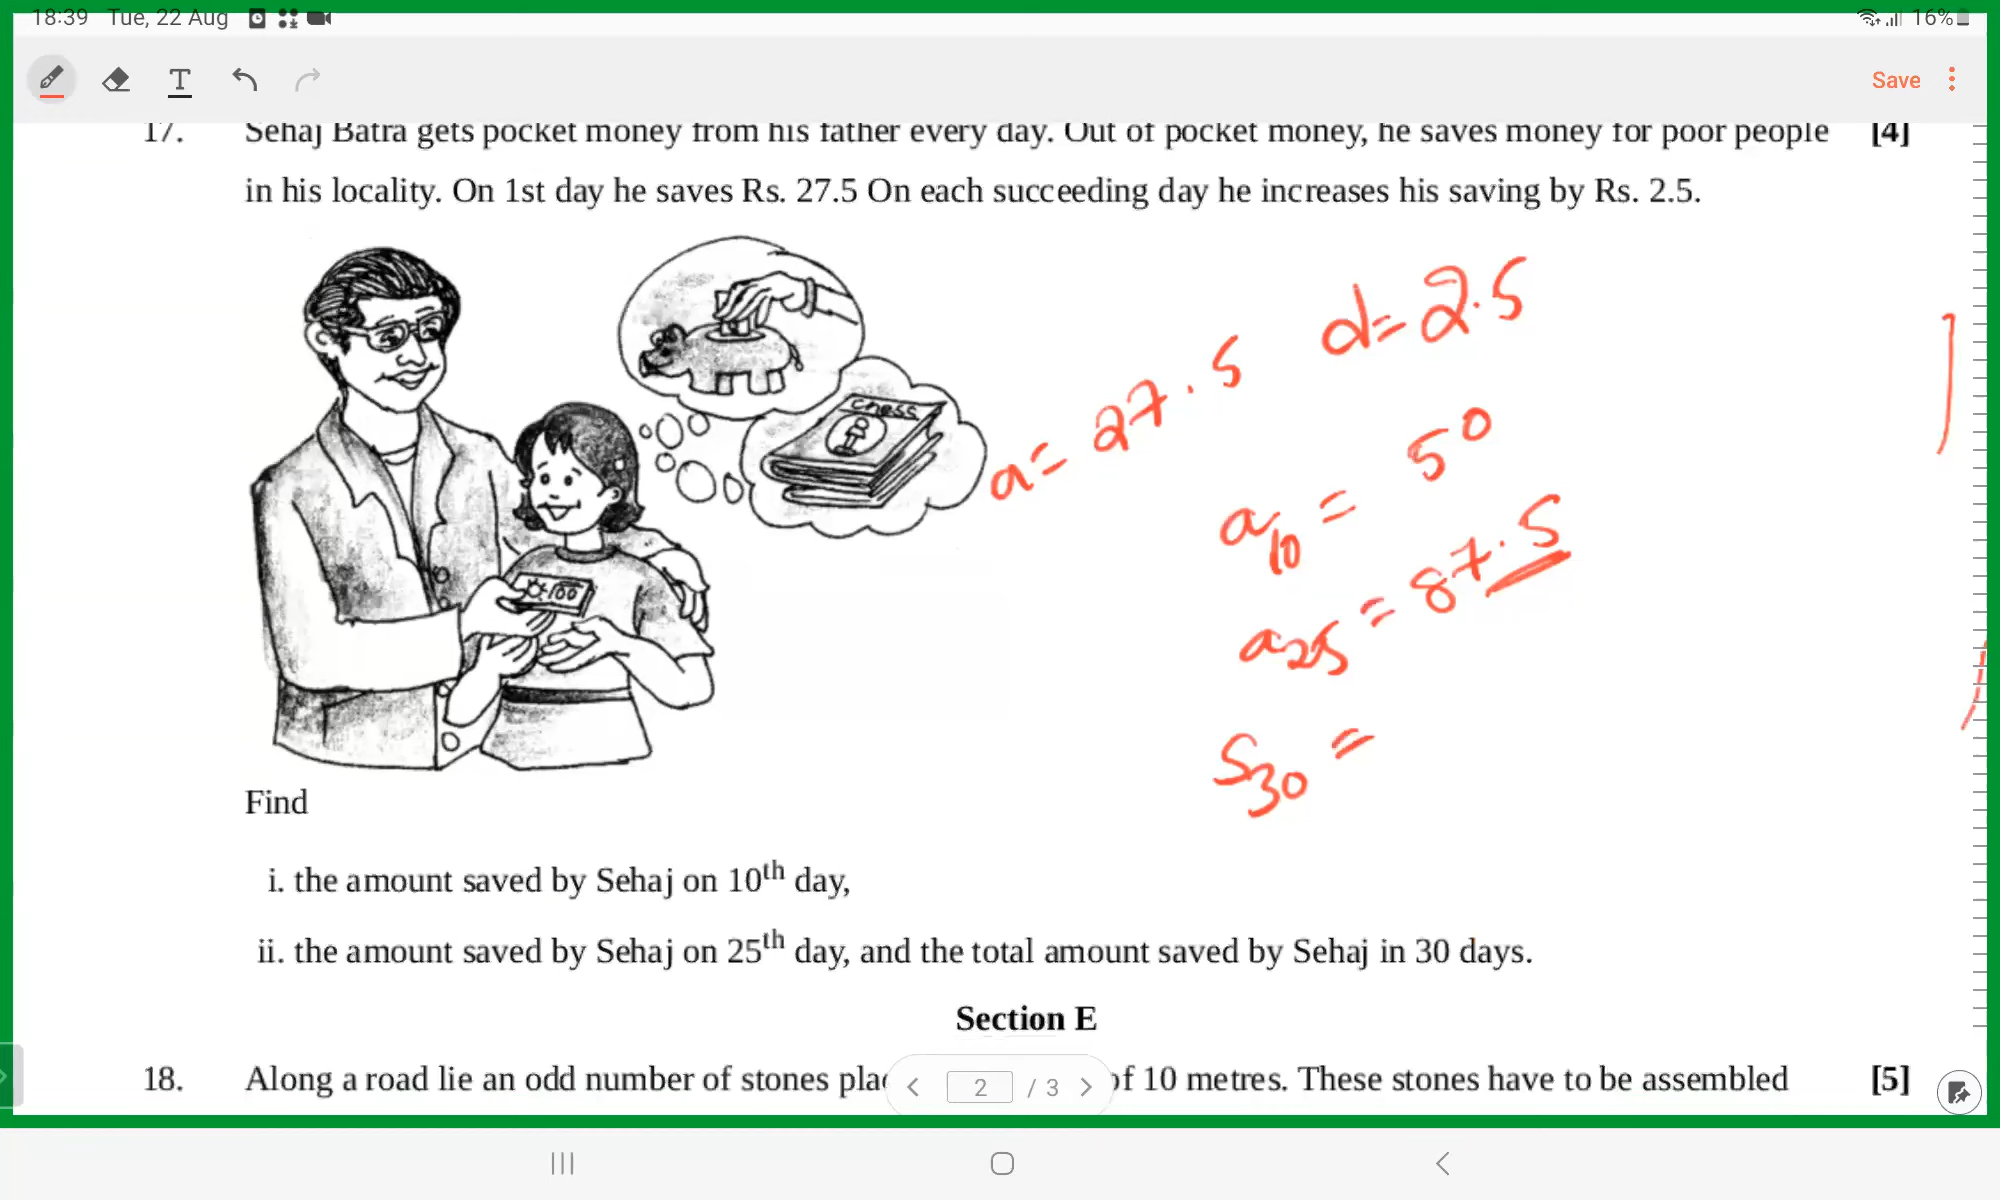 18:39 Tue, 22 Aug 16%
Save
17. Sehaj Batra gets pocket money from his father every day. Out of pocket money, he saves money for poor people [4]
in his locality. On 1st day he saves Rs. 27.5 On each succeeding day he increases his saving by Rs. 2.5.
chess
100
a = 27.5 d = 2.5
a10 = 50
a25 = 87.5
S30 =
Find
i. the amount saved by Sehaj on 10th day,
ii. the amount saved by Sehaj on 25th day, and the total amount saved by Sehaj in 30 days.
Section E
18. Along a road lie an odd number of stones of 10 metres. These stones have to be assembled [5]
2 / 3